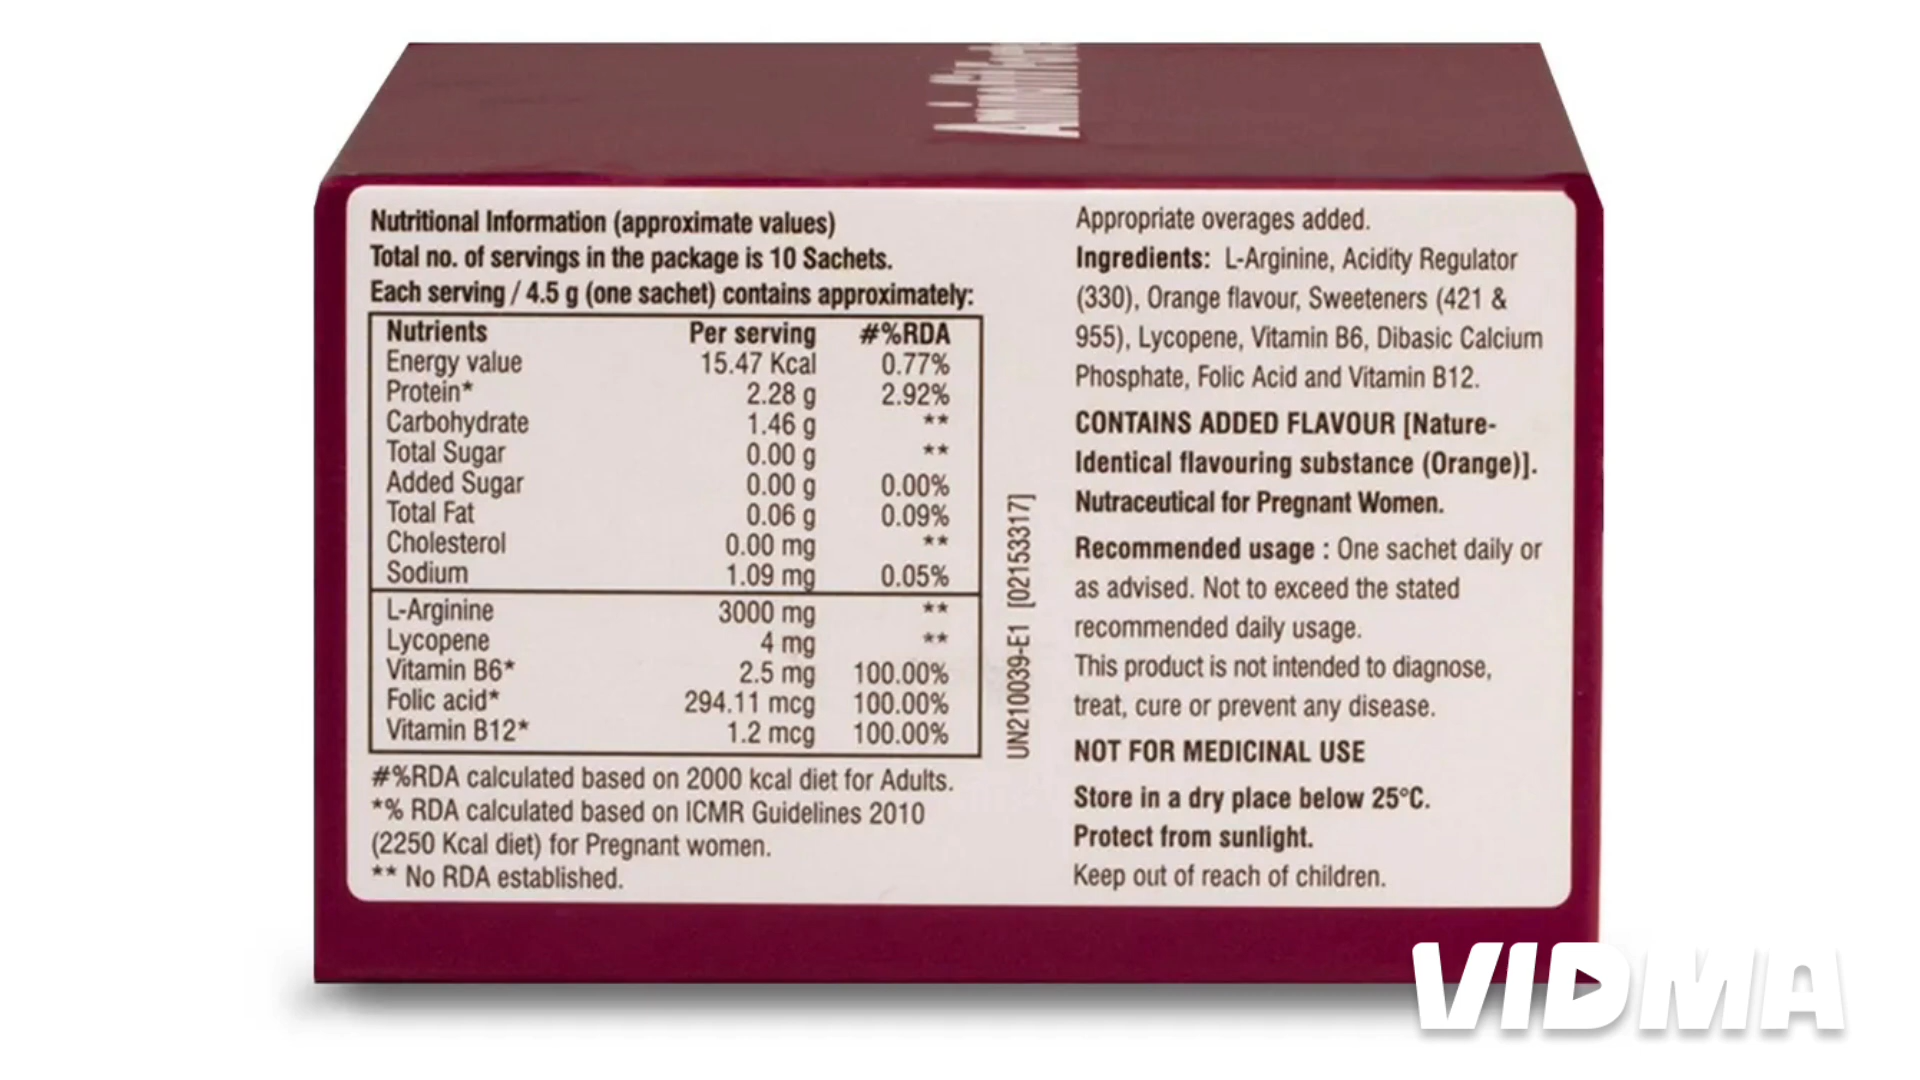 Nutritional Information (approximate values)
Total no. of servings in the package is 10 Sachets.
Each serving / 4.5 g (one sachet) contains approximately:
Nutrients Per serving #%RDA
Energy value 15.47 Kcal 0.77%
Protein* 2.28 g 2.92%
Carbohydrate 1.46 g **
Total Sugar 0.00 g **
Added Sugar 0.00 g 0.00%
Total Fat 0.06 g 0.09%
Cholesterol 0.00 mg **
Sodium 1.09 mg 0.05%
L-Arginine 3000 mg **
Lycopene 4 mg **
Vitamin B6* 2.5 mg 100.00%
Folic acid* 294.11 mcg 100.00%
Vitamin B12* 1.2 mcg 100.00%
#%RDA calculated based on 2000 kcal diet for Adults.
*% RDA calculated based on ICMR Guidelines 2010
(2250 Kcal diet) for Pregnant women.
** No RDA established.
UN210039-E1 [02153317]
Appropriate overages added.
Ingredients: L-Arginine, Acidity Regulator
(330), Orange flavour, Sweeteners (421 &
955), Lycopene, Vitamin B6, Dibasic Calcium
Phosphate, Folic Acid and Vitamin B12.
CONTAINS ADDED FLAVOUR [Nature-
Identical flavouring substance (Orange)].
Nutraceutical for Pregnant Women.
Recommended usage : One sachet daily or
as advised. Not to exceed the stated
recommended daily usage.
This product is not intended to diagnose,
treat, cure or prevent any disease.
NOT FOR MEDICINAL USE
Store in a dry place below 25°C.
Protect from sunlight.
Keep out of reach of children.
VIDMA